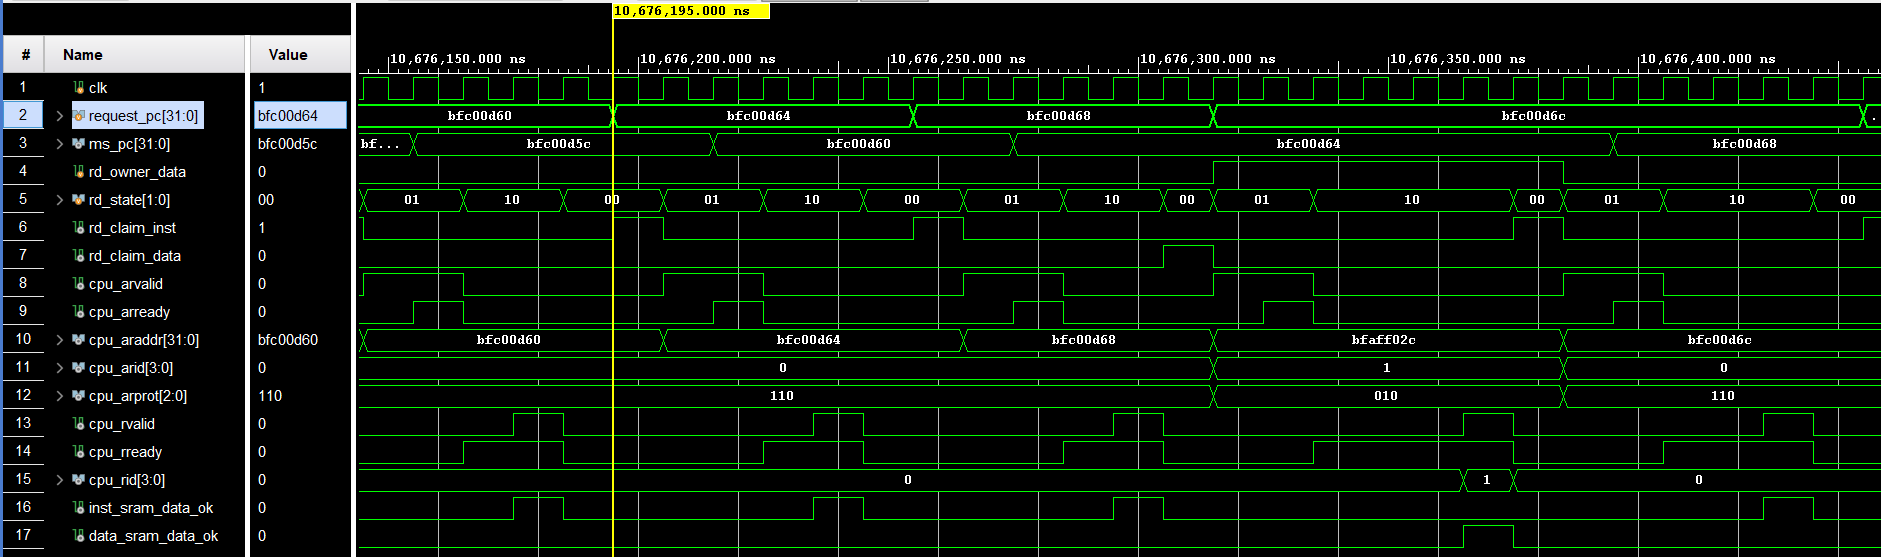 10,676,195.000 ns
# Name Value
10,676,150.000 ns 10,676,200.000 ns 10,676,250.000 ns 10,676,300.000 ns 10,676,350.000 ns 10,676,400.000 ns
1 clk 1
2 request_pc[31:0] bfc00d64 bfc00d60 bfc00d64 bfc00d68 bfc00d6c .
3 ms_pc[31:0] bfc00d5c bf... bfc00d5c bfc00d60 bfc00d64 bfc00d68
4 rd_owner_data 0
5 rd_state[1:0] 00 01 10 00 01 10 00 01 10 00 01 10 00 01 10 00
6 rd_claim_inst 1
7 rd_claim_data 0
8 cpu_arvalid 0
9 cpu_arready 0
10 cpu_araddr[31:0] bfc00d60 bfc00d60 bfc00d64 bfc00d68 bfaff02c bfc00d6c
11 cpu_arid[3:0] 0 0 1 0
12 cpu_arprot[2:0] 110 110 010 110
13 cpu_rvalid 0
14 cpu_rready 0
15 cpu_rid[3:0] 0 0 1 0
16 inst_sram_data_ok 0
17 data_sram_data_ok 0